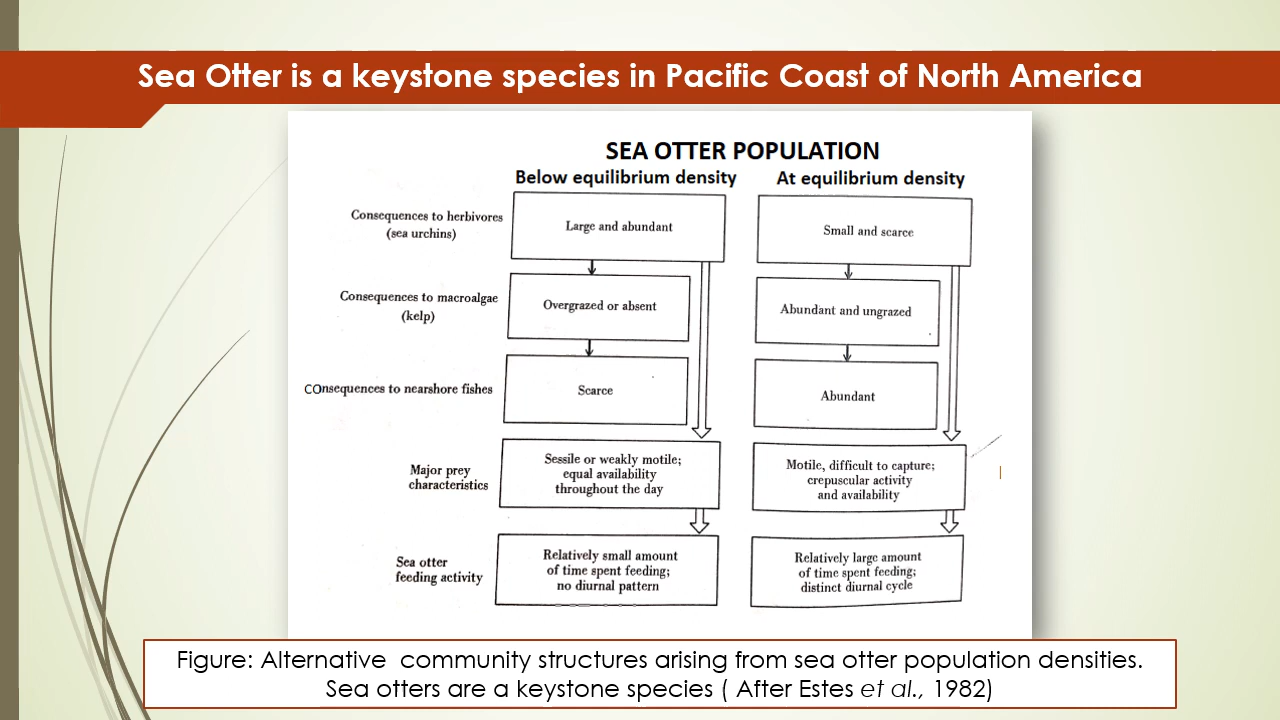 Sea Otter is a keystone species in Pacific Coast of North America
SEA OTTER POPULATION
Below equilibrium density
At equilibrium density
Consequences to herbivores
(sea urchins)
Large and abundant
Small and scarce
Consequences to macroalgae
(kelp)
Overgrazed or absent
Abundant and ungrazed
COnsequences to nearshore fishes
Scarce
Abundant
Major prey
characteristics
Sessile or weakly motile;
equal availability
throughout the day
Motile, difficult to capture;
crepuscular activity
and availability
Sea otter
feeding activity
Relatively small amount
of time spent feeding;
no diurnal pattern
Relatively large amount
of time spent feeding;
distinct diurnal cycle
Figure: Alternative  community structures arising from sea otter population densities.
Sea otters are a keystone species ( After Estes et al., 1982)